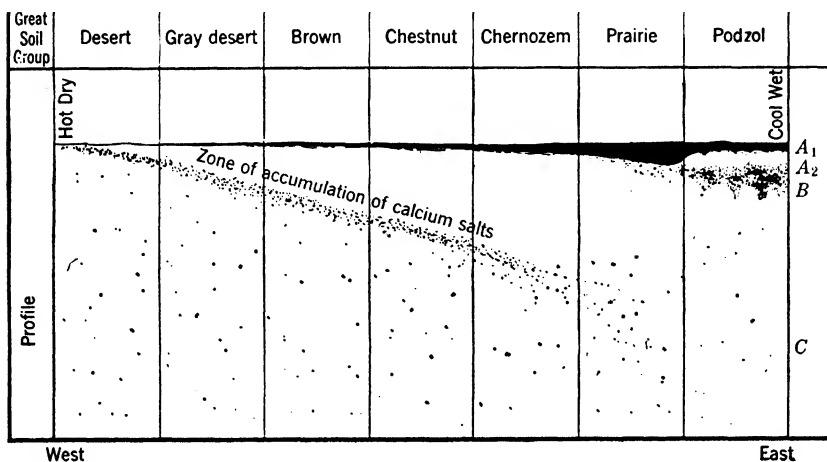 Great
Soil
Group
Desert
Gray desert
Brown
Chestnut
Chernozem
Prairie
Podzol
Hot Dry
Cool Wet
Zone of accumulation of calcium salts
A1
A2
B
C
Profile
West
East